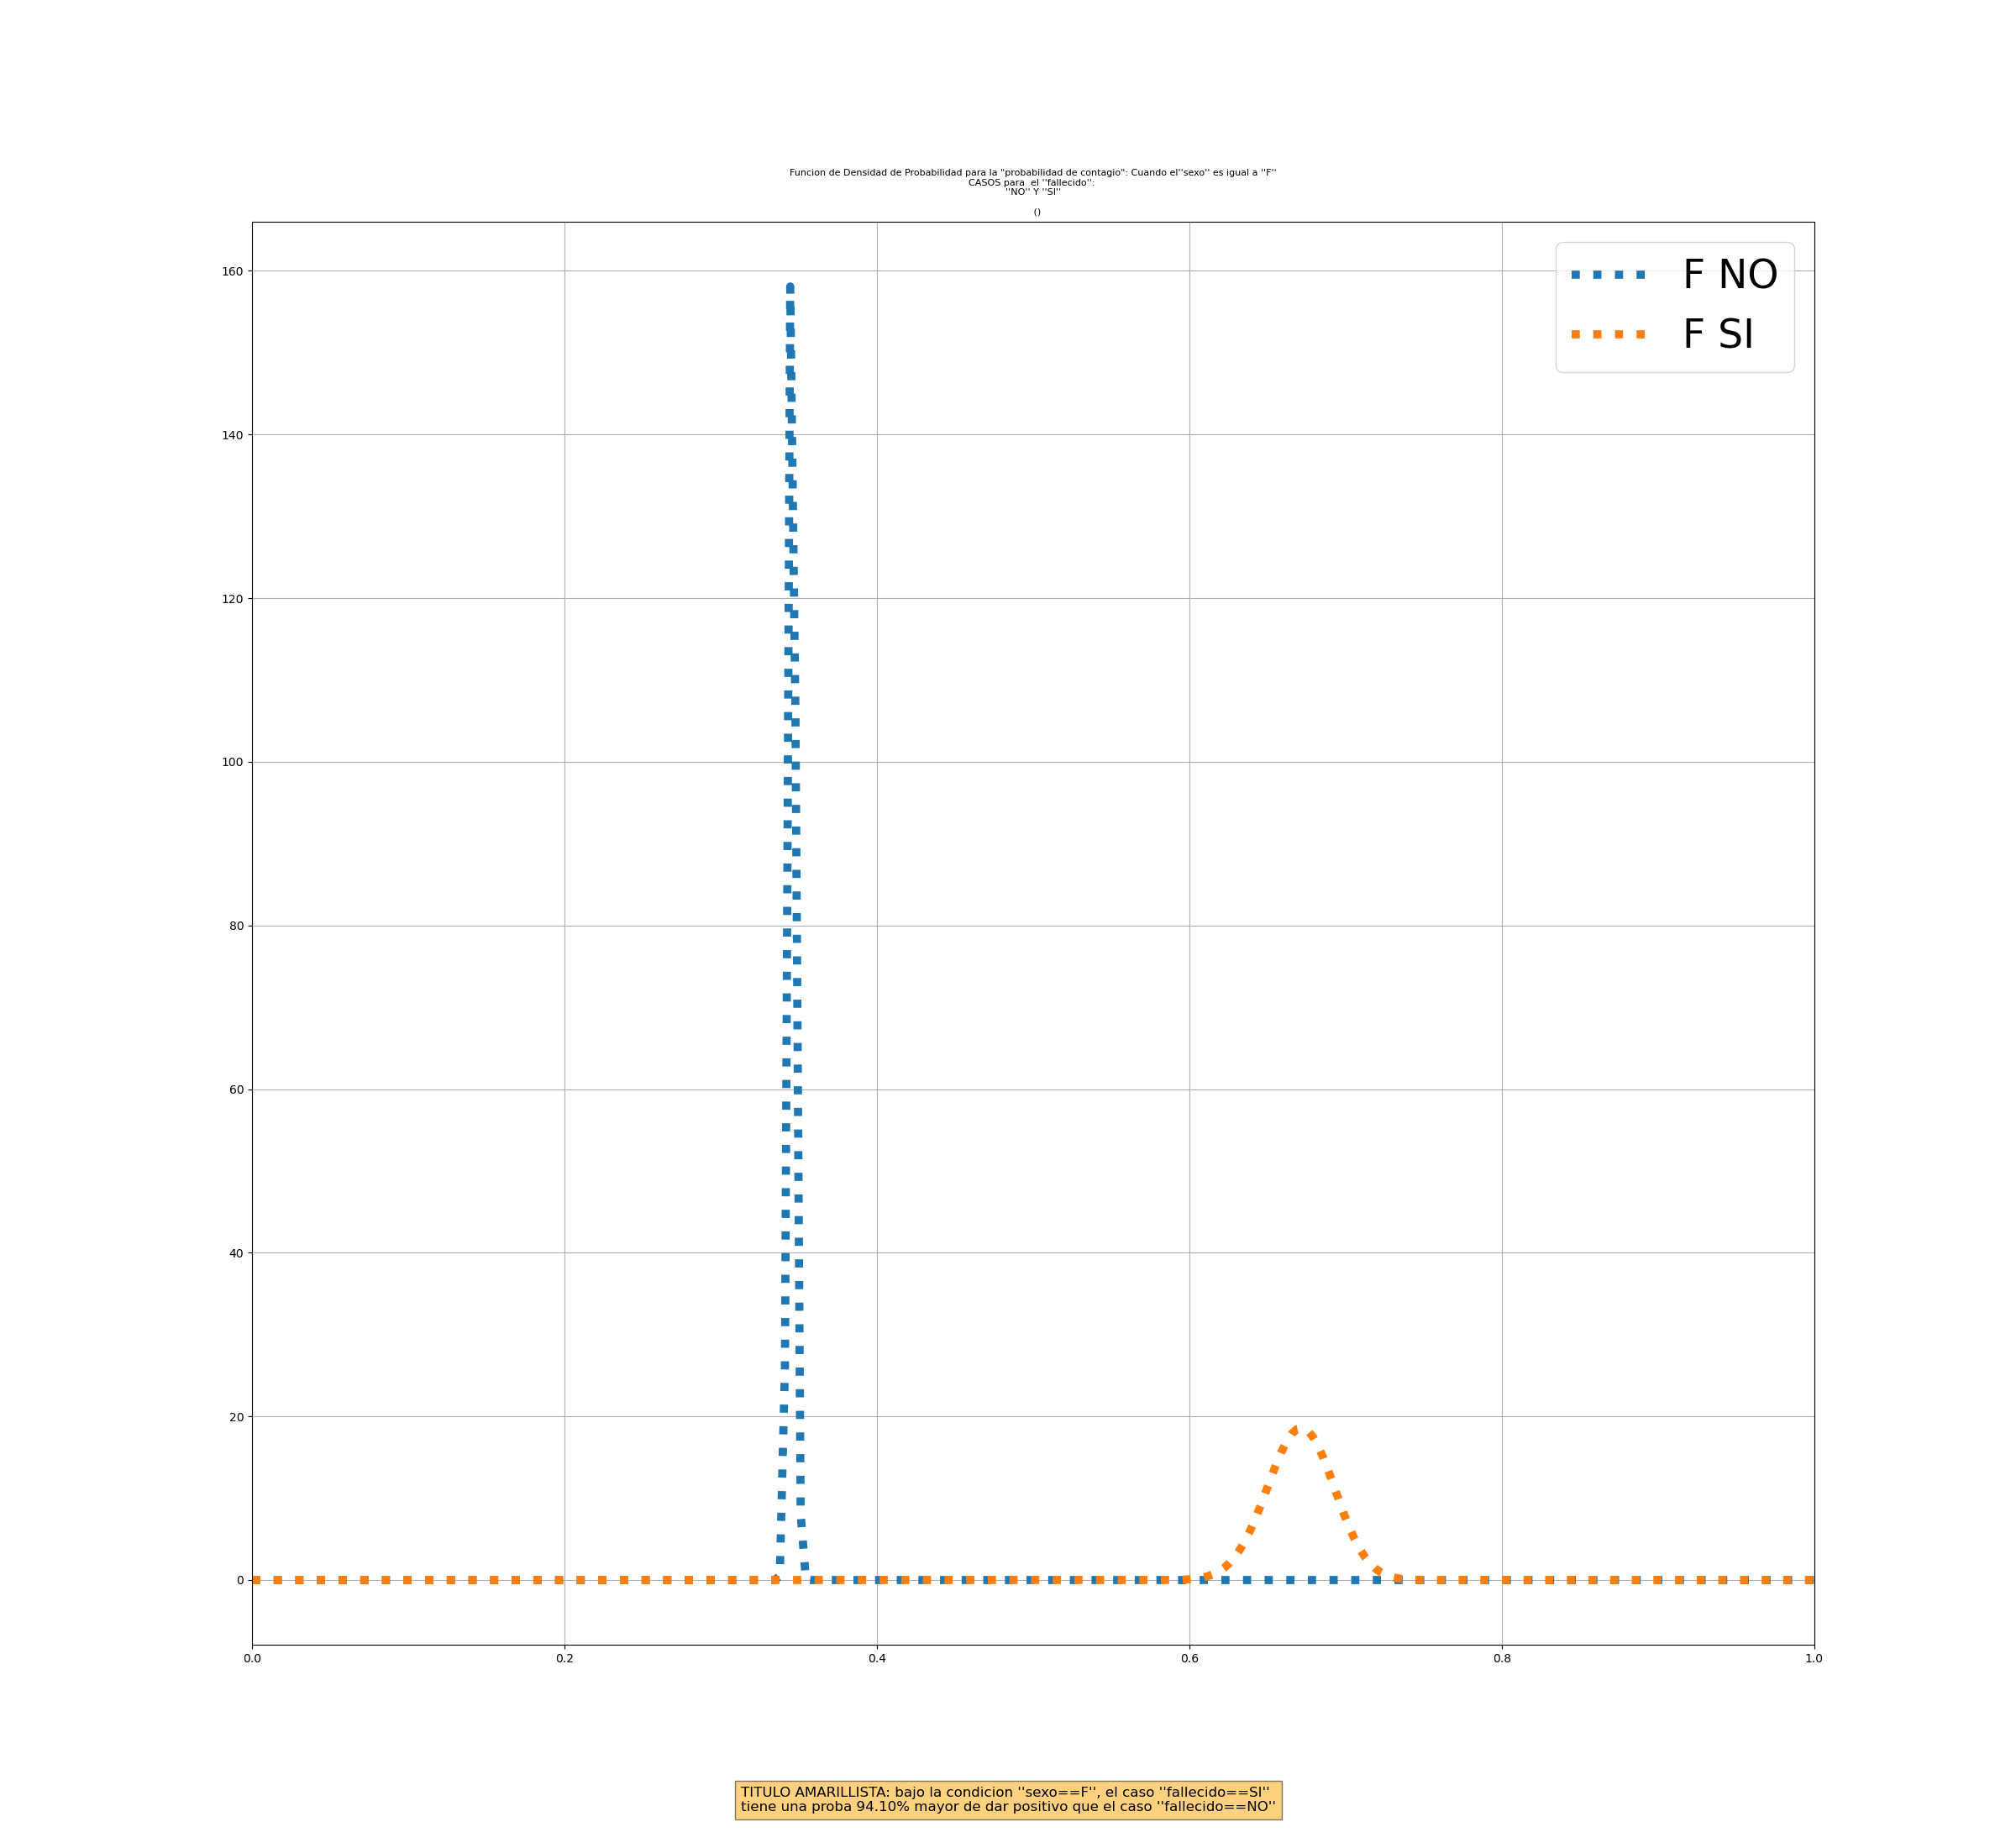 Funcion de Densidad de Probabilidad para la "probabilidad de contagio": Cuando el''sexo'' es igual a ''F''
CASOS para  el ''fallecido'':
''NO'' Y ''SI''
()
F NO
F SI
160
140
120
100
80
60
40
20
0
0.0
0.2
0.4
0.6
0.8
1.0
TITULO AMARILLISTA: bajo la condicion ''sexo==F'', el caso ''fallecido==SI''
tiene una proba 94.10% mayor de dar positivo que el caso ''fallecido==NO''